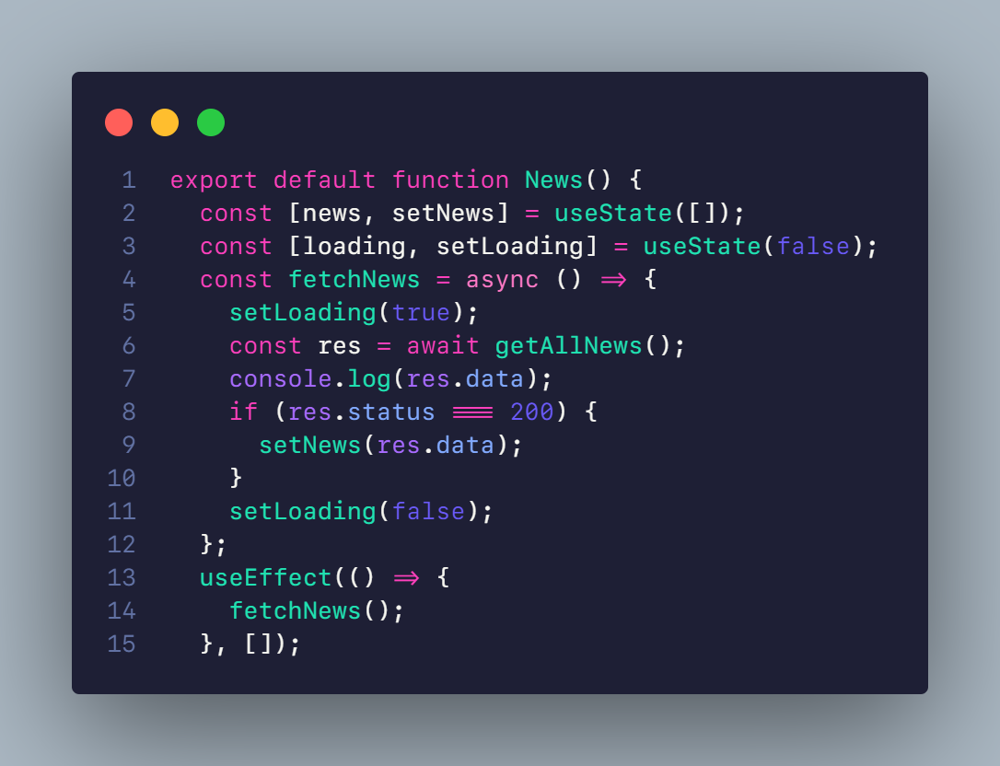 1 export default function News() {
2   const [news, setNews] = useState([]);
3   const [loading, setLoading] = useState(false);
4   const fetchNews = async () => {
5     setLoading(true);
6     const res = await getAllNews();
7     console.log(res.data);
8     if (res.status === 200) {
9       setNews(res.data);
10     }
11     setLoading(false);
12   };
13   useEffect(() => {
14     fetchNews();
15   }, []);